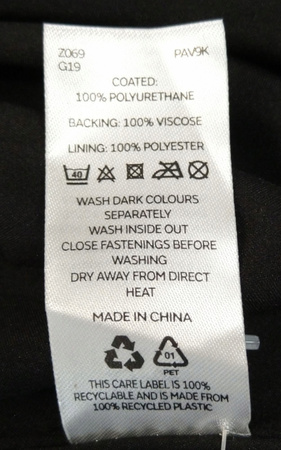 Z069 PAV9K
G19
COATED:
100% POLYURETHANE
BACKING: 100% VISCOSE
LINING: 100% POLYESTER
40
WASH DARK COLOURS
SEPARATELY
WASH INSIDE OUT
CLOSE FASTENINGS BEFORE
WASHING
DRY AWAY FROM DIRECT
HEAT
MADE IN CHINA
01
PET
THIS CARE LABEL IS 100%
RECYCLABLE AND IS MADE FROM
100% RECYCLED PLASTIC